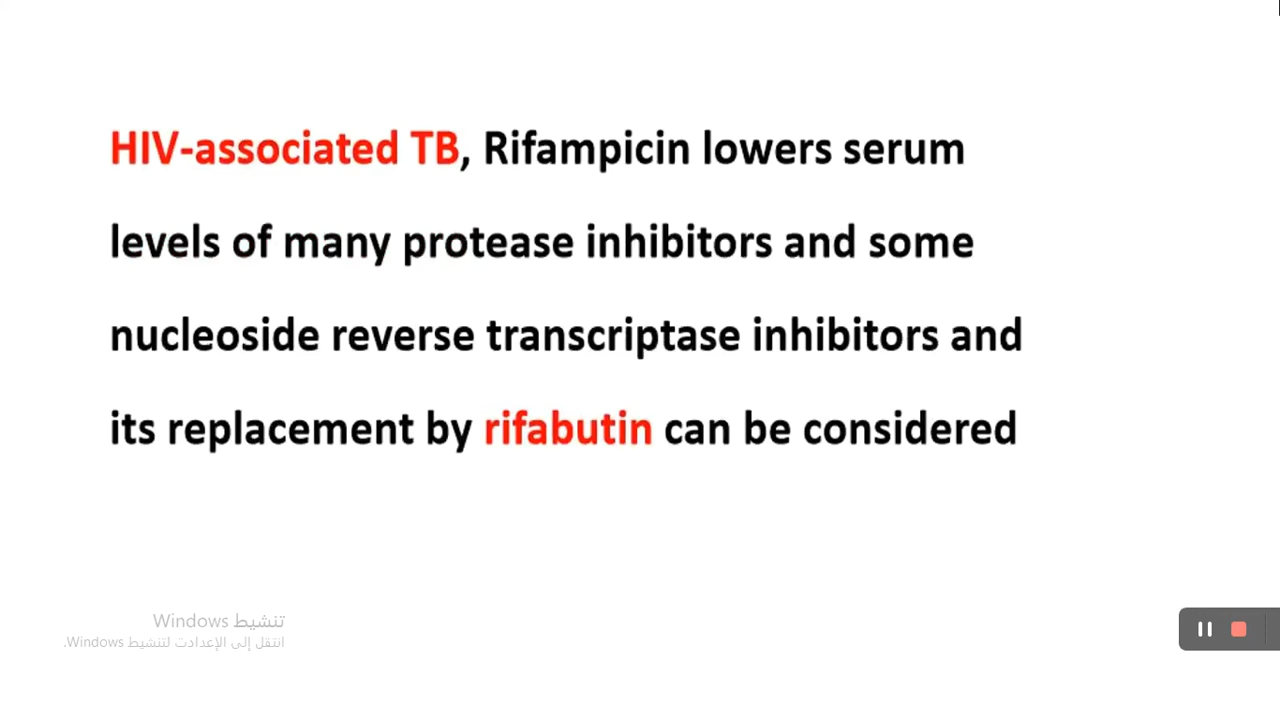 HIV-associated TB, Rifampicin lowers serum
levels of many protease inhibitors and some
nucleoside reverse transcriptase inhibitors and
its replacement by rifabutin can be considered
تنشيط Windows
انتقل إلى الإعدادت لتنشيط Windows.